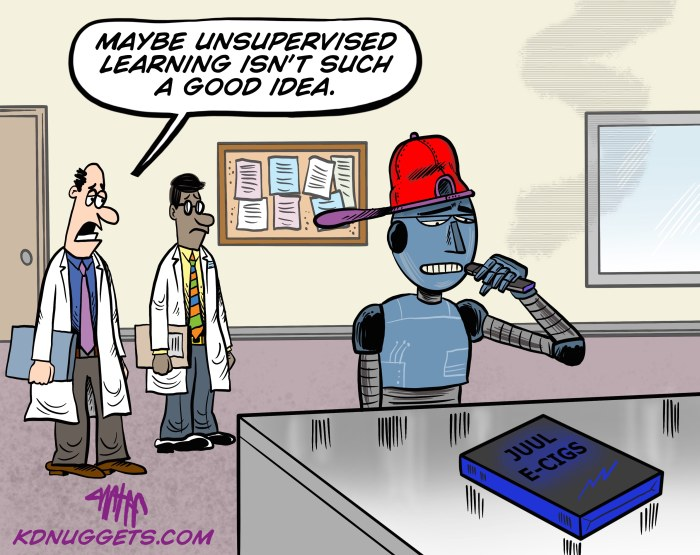 MAYBE UNSUPERVISED
LEARNING ISN'T SUCH
A GOOD IDEA.
JUUL
E-CIGS
KDNUGGETS.COM